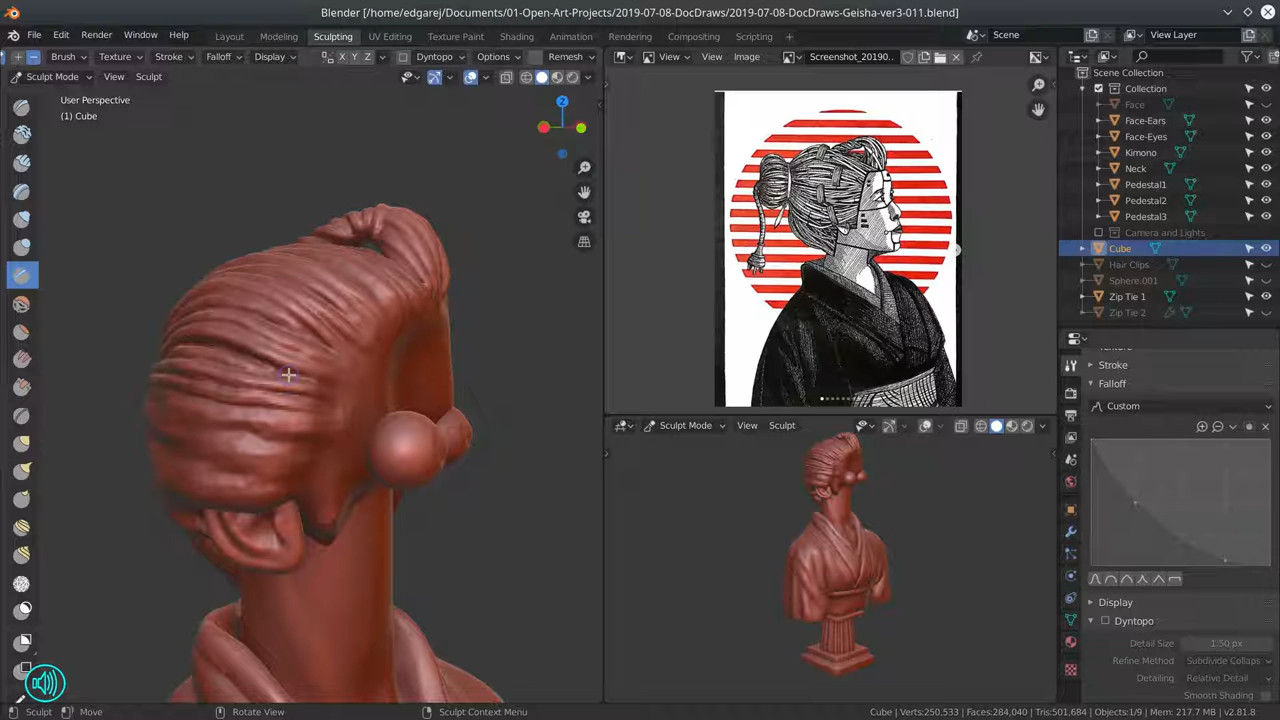 Blender [/home/edgarej/Documents/01-Open-Art-Projects/2019-07-08-DocDraws/2019-07-08-DocDraws-Geisha-ver3-011.blend]
File Edit Render Window Help
Layout Modeling Sculpting UV Editing Texture Paint Shading Animation Rendering Compositing Scripting +
Scene
View Layer
Brush Texture Stroke Falloff Display X Y Z Dyntopo Options Remesh
View View Image Screenshot_20190..
Sculpt Mode View Sculpt
User Perspective
(1) Cube
Z
Scene Collection
Collection
Face
Face-Ears
Face-Eyes
Kimono
Neck
Pedestal1
Pedestal2
Pedestal3
Camera and Lights
Cube
Hair Clips
Sphere.001
Zip Tie 1
Zip Tie 2
Sculpt Mode View Sculpt
Stroke
Falloff
Custom
Display
Dyntopo
Detail Size 1.50 px
Refine Method Subdivide Collaps
Detailing Relative Detail
Smooth Shading
Sculpt Move Rotate View Sculpt Context Menu
Cube | Verts:250,533 | Faces:284,040 | Tris:501,684 | Objects:1/9 | Mem: 217.7 MB | v2.81.8